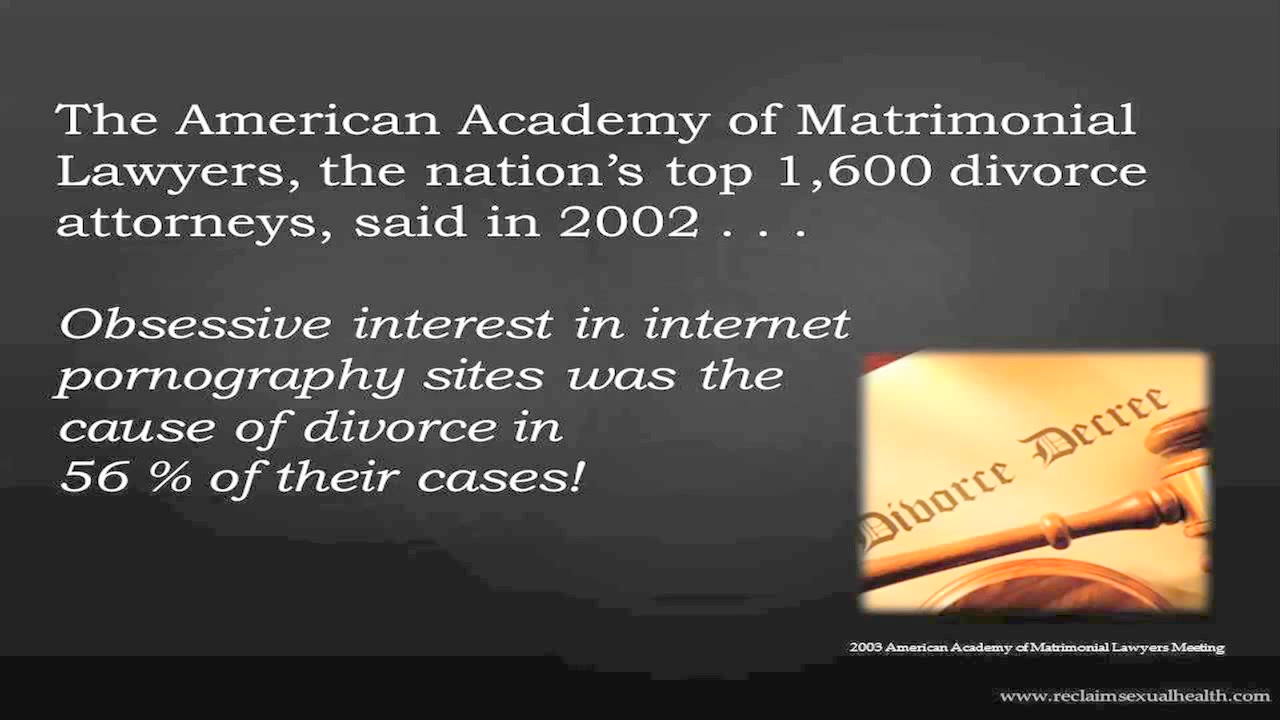 The American Academy of Matrimonial
Lawyers, the nation's top 1,600 divorce
attorneys, said in 2002 . . .
Obsessive interest in internet
pornography sites was the
cause of divorce in
56 % of their cases!
Divorce Decree
2003 American Academy of Matrimonial Lawyers Meeting
www.reclaimsexualhealth.com